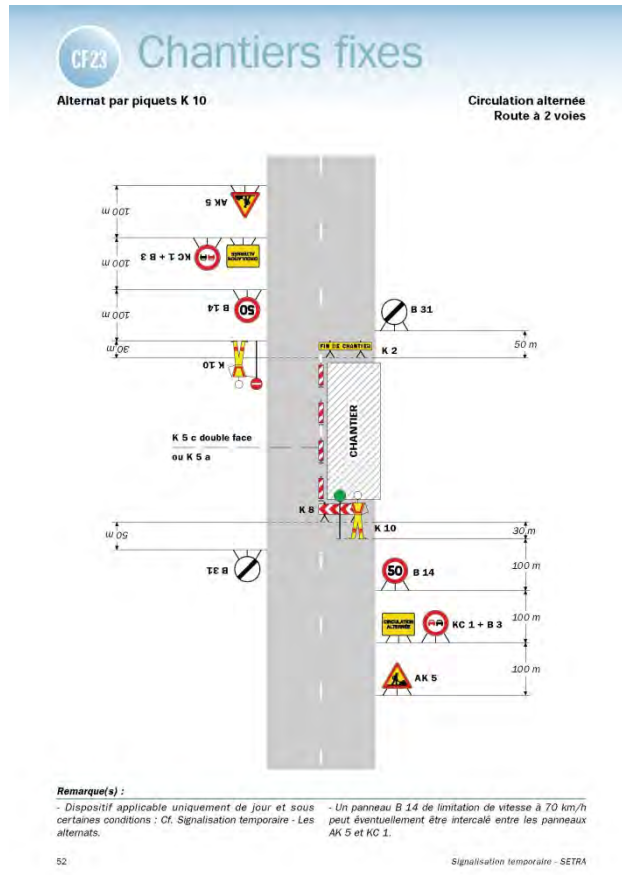 CF23
Chantiers fixes
Alternat par piquets K 10
Circulation alternée
Route à 2 voies
100 m
AK 5
100 m
KC 1 + B 3
CIRCULATION
ALTERNÉE
100 m
B 14
50
30 m
K 10
B 31
50 m
FIN DE CHANTIER
K 2
CHANTIER
K 5 c double face
ou K 5 a
K 8
K 10
30 m
50 m
B 31
50
B 14
100 m
CIRCULATION
ALTERNÉE
KC 1 + B 3
100 m
AK 5
100 m
Remarque(s) :
- Dispositif applicable uniquement de jour et sous
certaines conditions : Cf. Signalisation temporaire - Les
alternats.
- Un panneau B 14 de limitation de vitesse à 70 km/h
peut éventuellement être intercalé entre les panneaux
AK 5 et KC 1.
52
Signalisation temporaire - SETRA